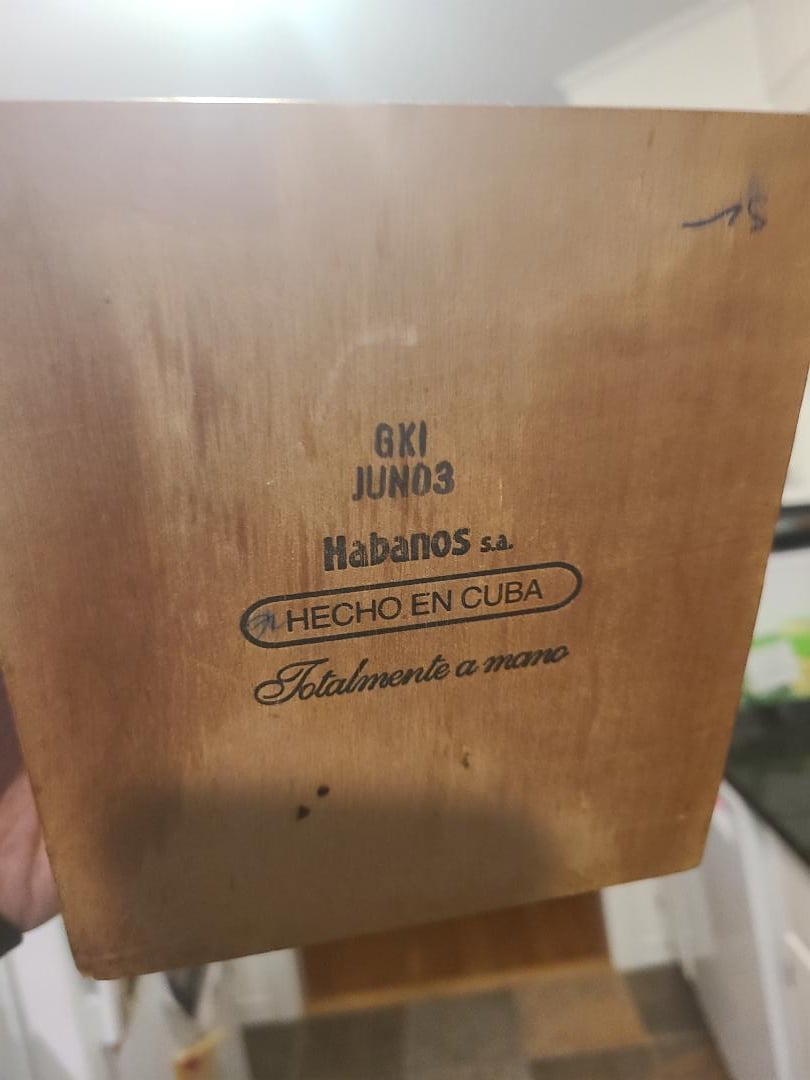 GKI
JUN03
Habanos s.a.
HECHO EN CUBA
Totalmente a mano